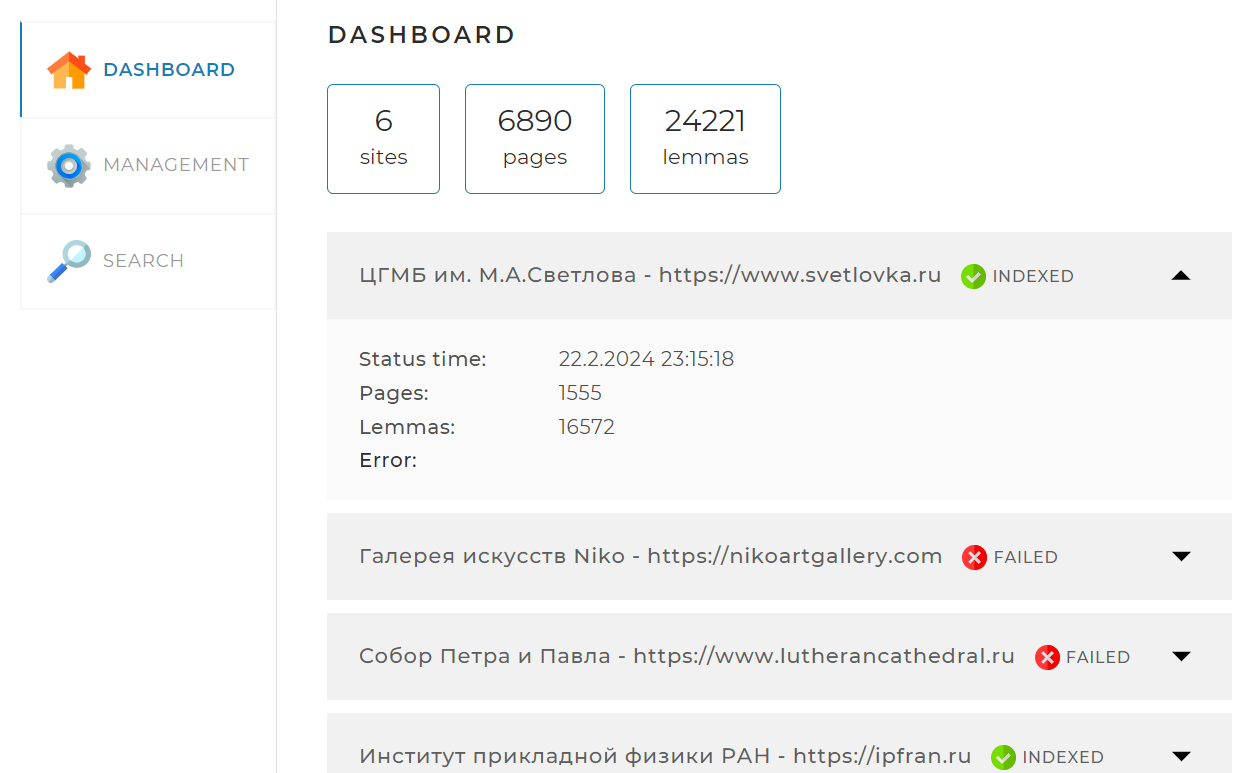 DASHBOARD
MANAGEMENT
SEARCH
DASHBOARD
6
sites
6890
pages
24221
lemmas
ЦГМБ им. М.А.Светлова - https://www.svetlovka.ru INDEXED
Status time: 22.2.2024 23:15:18
Pages: 1555
Lemmas: 16572
Error:
Галерея искусств Niko - https://nikoartgallery.com FAILED
Собор Петра и Павла - https://www.lutherancathedral.ru FAILED
Институт прикладной физики РАН - https://ipfran.ru INDEXED